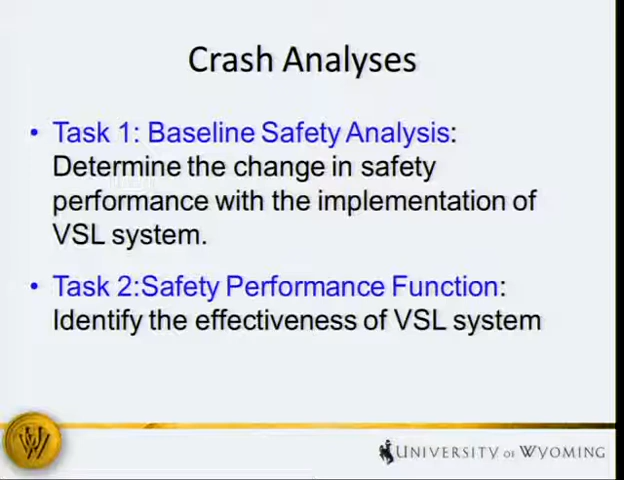 Crash Analyses
• Task 1: Baseline Safety Analysis:
Determine the change in safety
performance with the implementation of
VSL system.
• Task 2:Safety Performance Function:
Identify the effectiveness of VSL system
W
UNIVERSITY OF WYOMING